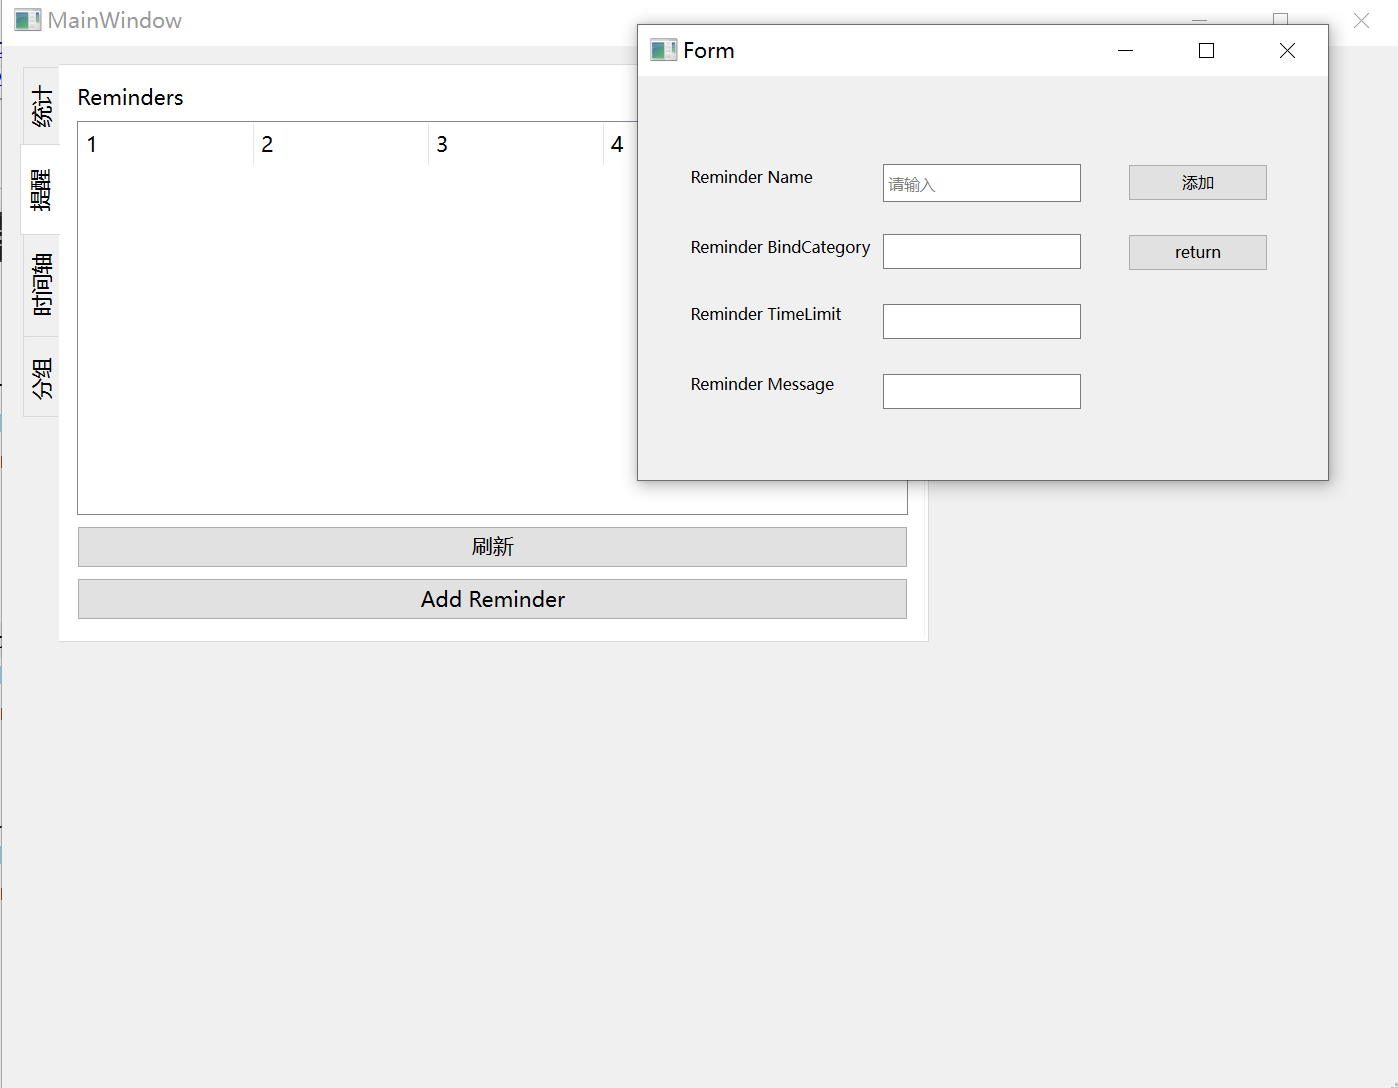 MainWindow
统计
提醒
时间轴
分组
Reminders
1 2 3 4
刷新
Add Reminder
Form
Reminder Name
请输入
添加
Reminder BindCategory
return
Reminder TimeLimit
Reminder Message